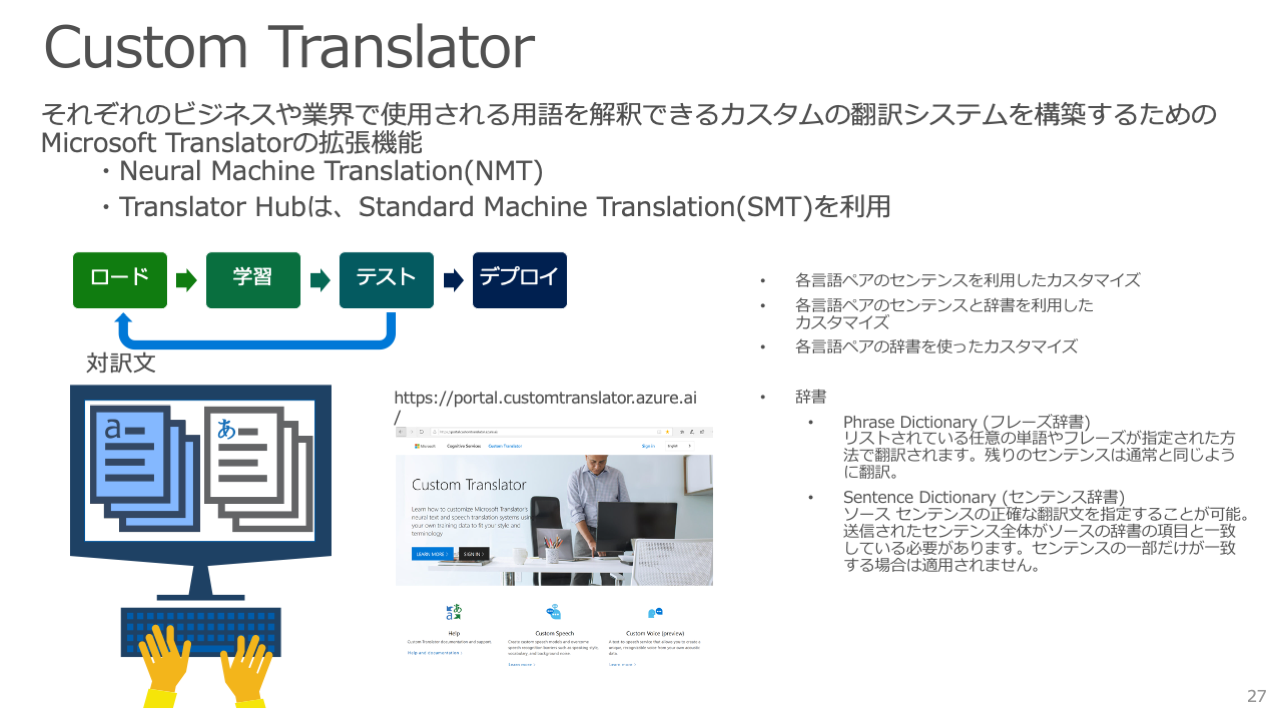 Custom Translator
それぞれのビジネスや業界で使用される用語を解釈できるカスタムの翻訳システムを構築するための
Microsoft Translatorの拡張機能
・Neural Machine Translation(NMT)
・Translator Hubは、Standard Machine Translation(SMT)を利用
ロード
学習
テスト
デプロイ
対訳文
a
あ
https://portal.customtranslator.azure.ai
/
Microsoft
Cognitive Services
Custom Translator
Sign in
English
Custom Translator
Learn how to customize Microsoft Translator's
neural text and speech translation systems using
your own training data to fit your style and
terminology
LEARN MORE >
SIGN IN >
Help
Custom Translator documentation and support.
Help and documentation >
Custom Speech
Create custom speech models and overcome
speech recognition barriers such as speaking style,
vocabulary and background noise.
Learn more >
Custom Voice (preview)
A text-to-speech service that allows you to create a
unique, recognizable voice from your own acoustic
data.
Learn more >
• 各言語ペアのセンテンスを利用したカスタマイズ
• 各言語ペアのセンテンスと辞書を利用した
カスタマイズ
• 各言語ペアの辞書を使ったカスタマイズ
• 辞書
• Phrase Dictionary (フレーズ辞書)
リストされている任意の単語やフレーズが指定された方
法で翻訳されます。残りのセンテンスは通常と同じよう
に翻訳。
• Sentence Dictionary (センテンス辞書)
ソース センテンスの正確な翻訳文を指定することが可能。
送信されたセンテンス全体がソースの辞書の項目と一致
している必要があります。センテンスの一部だけが一致
する場合は適用されません。
27